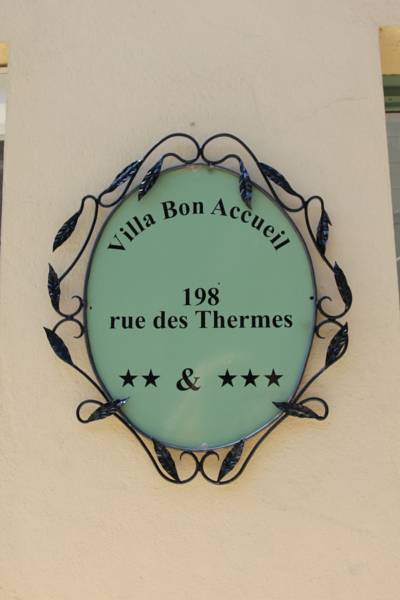 Villa Bon Accueil
198
rue des Thermes
★★ & ★★★